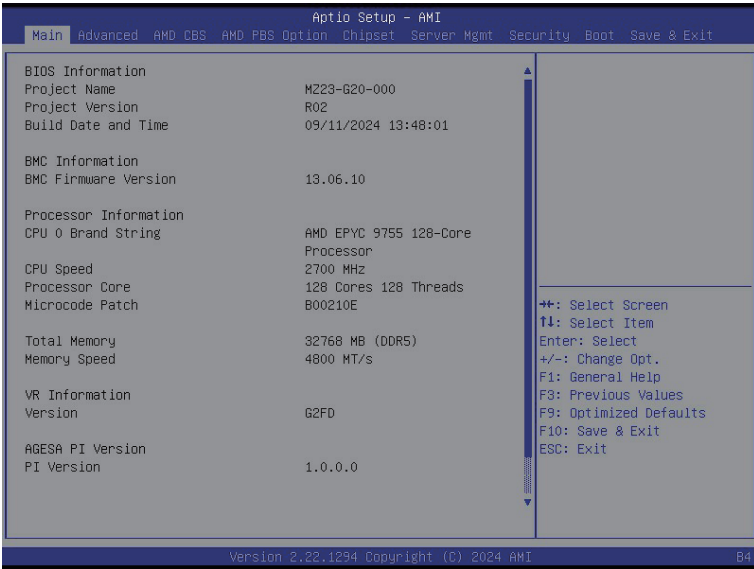 Aptio Setup - AMI
Main Advanced AMD CBS AMD PBS Option Chipset Server Mgmt Security Boot Save & Exit
BIOS Information
Project Name MZ23-G20-000
Project Version R02
Build Date and Time 09/11/2024 13:48:01
BMC Information
BMC Firmware Version 13.06.10
Processor Information
CPU 0 Brand String AMD EPYC 9755 128-Core
Processor
CPU Speed 2700 MHz
Processor Core 128 Cores 128 Threads
Microcode Patch B00210E
Total Memory 32768 MB (DDR5)
Memory Speed 4800 MT/s
VR Information
Version G2FD
AGESA PI Version
PI Version 1.0.0.0
→←: Select Screen
↑↓: Select Item
Enter: Select
+/-: Change Opt.
F1: General Help
F3: Previous Values
F9: Optimized Defaults
F10: Save & Exit
ESC: Exit
Version 2.22.1294 Copyright (C) 2024 AMI
B4